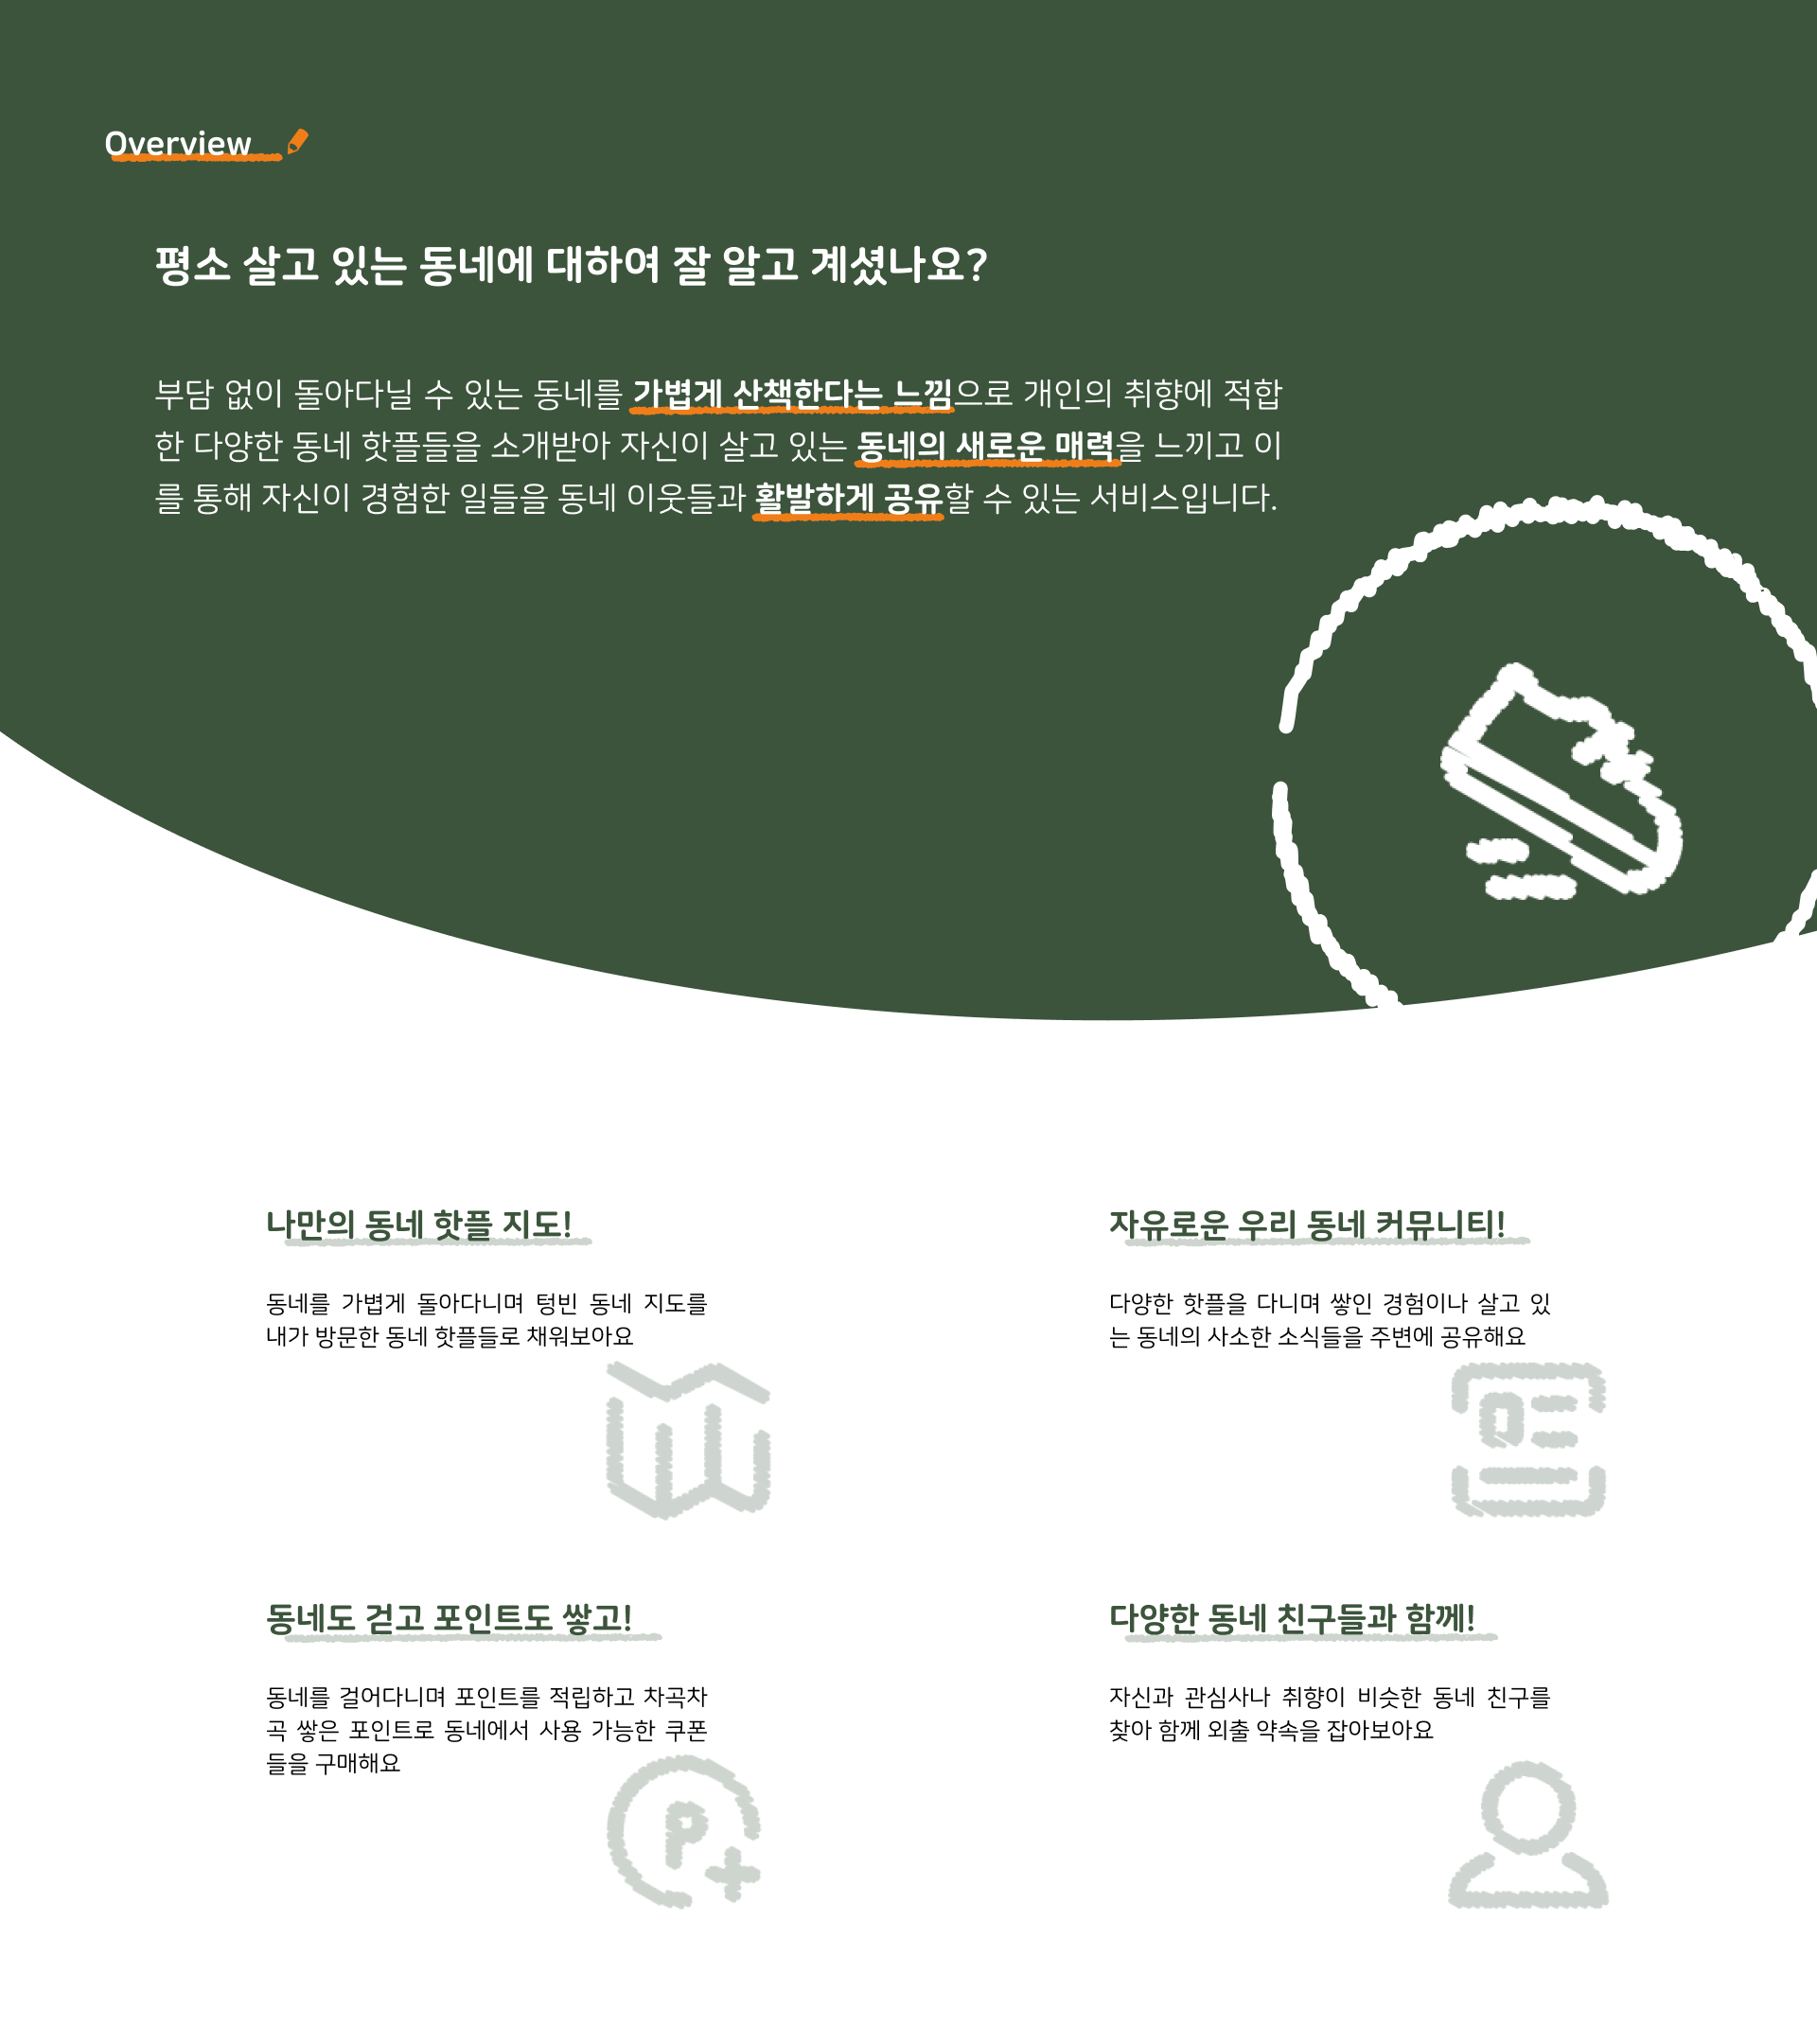 Overview
평소 살고 있는 동네에 대하여 잘 알고 계셨나요?
부담 없이 돌아다닐 수 있는 동네를 가볍게 산책한다는 느낌으로 개인의 취향에 적합
한 다양한 동네 핫플들을 소개받아 자신이 살고 있는 동네의 새로운 매력을 느끼고 이
를 통해 자신이 경험한 일들을 동네 이웃들과 활발하게 공유할 수 있는 서비스입니다.
나만의 동네 핫플 지도!
동네를 가볍게 돌아다니며 텅빈 동네 지도를
내가 방문한 동네 핫플들로 채워보아요
자유로운 우리 동네 커뮤니티!
다양한 핫플을 다니며 쌓인 경험이나 살고 있
는 동네의 사소한 소식들을 주변에 공유해요
동네도 걷고 포인트도 쌓고!
동네를 걸어다니며 포인트를 적립하고 차곡차
곡 쌓은 포인트로 동네에서 사용 가능한 쿠폰
들을 구매해요
P+
다양한 동네 친구들과 함께!
자신과 관심사나 취향이 비슷한 동네 친구를
찾아 함께 외출 약속을 잡아보아요